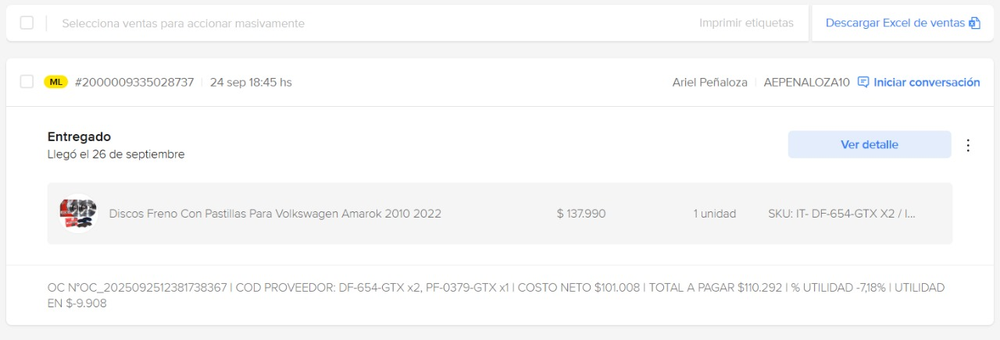 Selecciona ventas para accionar masivamente
Imprimir etiquetas
Descargar Excel de ventas
ML #2000009335028737 | 24 sep 18:45 hs
Ariel Peñaloza | AEPENALOZA10 Iniciar conversación
Entregado
Llegó el 26 de septiembre
Ver detalle
Discos Freno Con Pastillas Para Volkswagen Amarok 2010 2022 $ 137.990 1 unidad SKU: IT- DF-654-GTX X2 / I...
OC N°OC_2025092512381738367 | COD PROVEEDOR: DF-654-GTX x2, PF-0379-GTX x1 | COSTO NETO $101.008 | TOTAL A PAGAR $110.292 | % UTILIDAD -7,18% | UTILIDAD
EN $-9.908